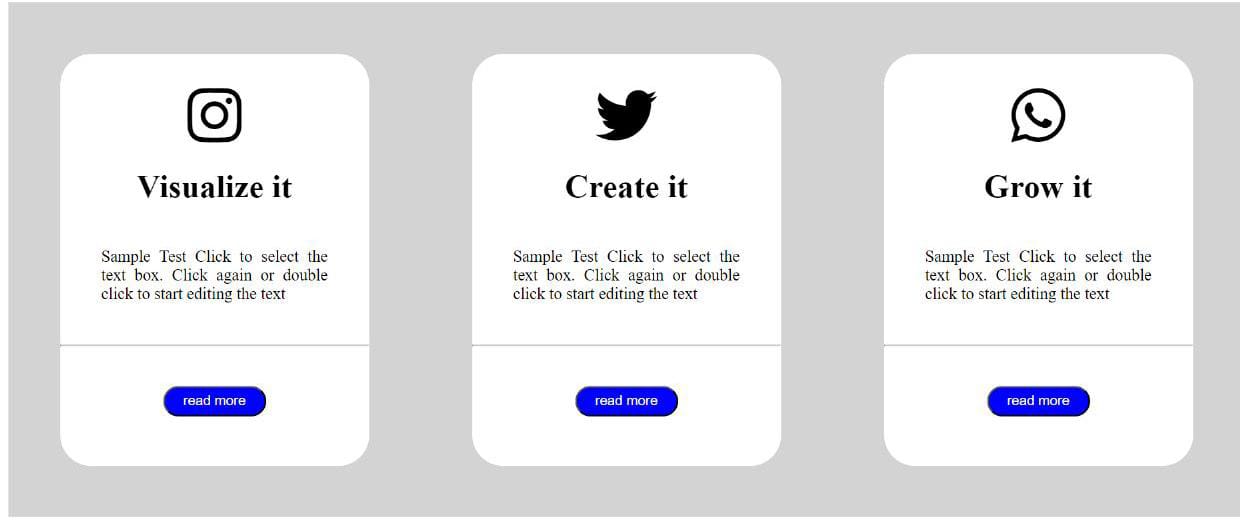 Visualize it
Sample Test Click to select the
text box. Click again or double
click to start editing the text
read more
Create it
Sample Test Click to select the
text box. Click again or double
click to start editing the text
read more
Grow it
Sample Test Click to select the
text box. Click again or double
click to start editing the text
read more